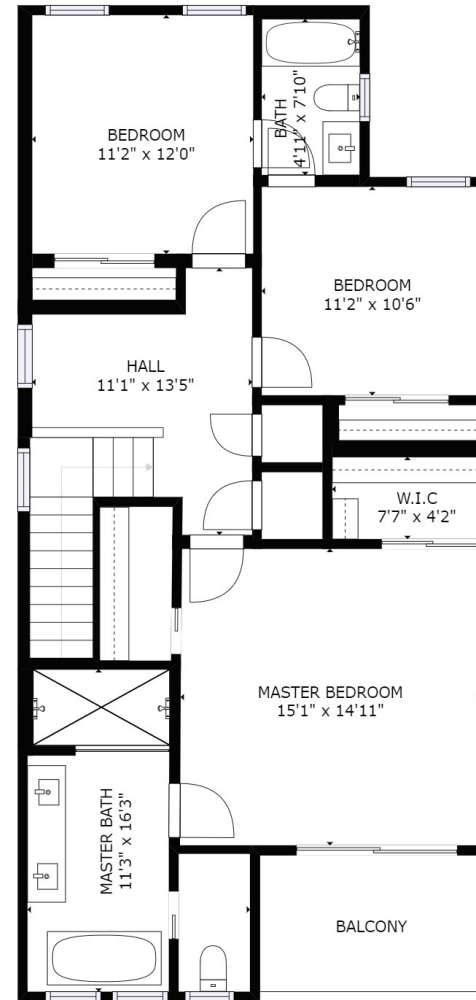 BEDROOM
11'2" x 12'0"
BATH
4'11" x 7'10"
BEDROOM
11'2" x 10'6"
HALL
11'1" x 13'5"
W.I.C
7'7" x 4'2"
MASTER BEDROOM
15'1" x 14'11"
MASTER BATH
11'3" x 16'3"
BALCONY